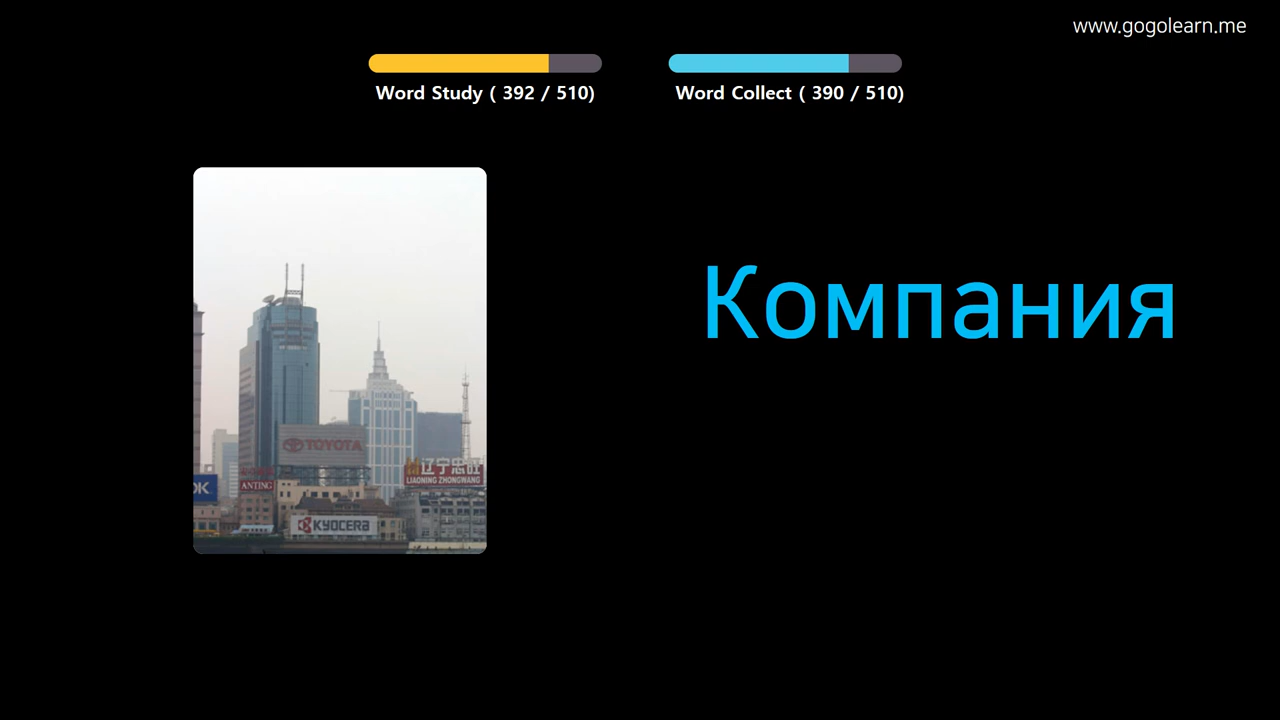 www.gogolearn.me
Word Study ( 392 / 510)
Word Collect ( 390 / 510)
Компания
TOYOTA
辽宁忠旺
LIAONING ZHONGWANG
ANTING
OK
KYOCERA